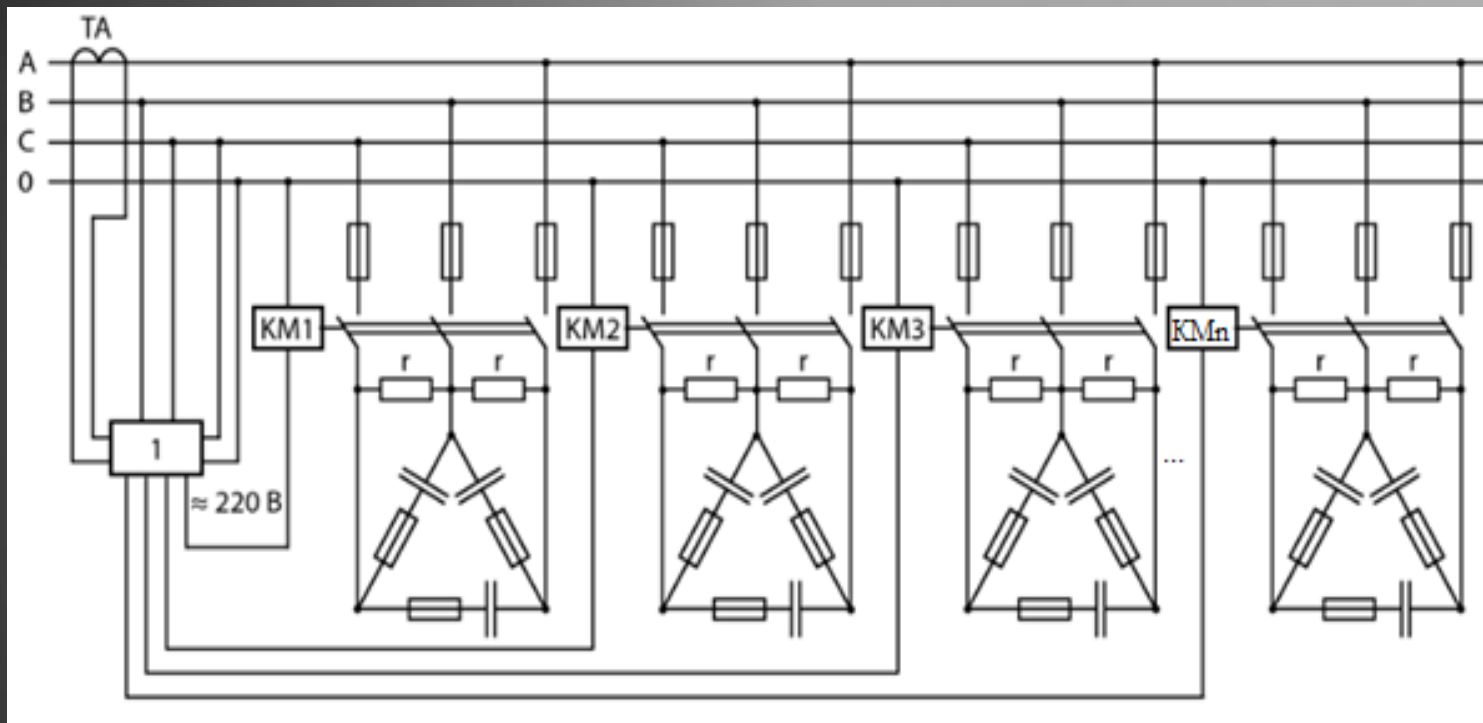 TA
A
B
C
0
KM1
KM2
KM3
KMn
r r r r r r r r
1
...
≈ 220 В